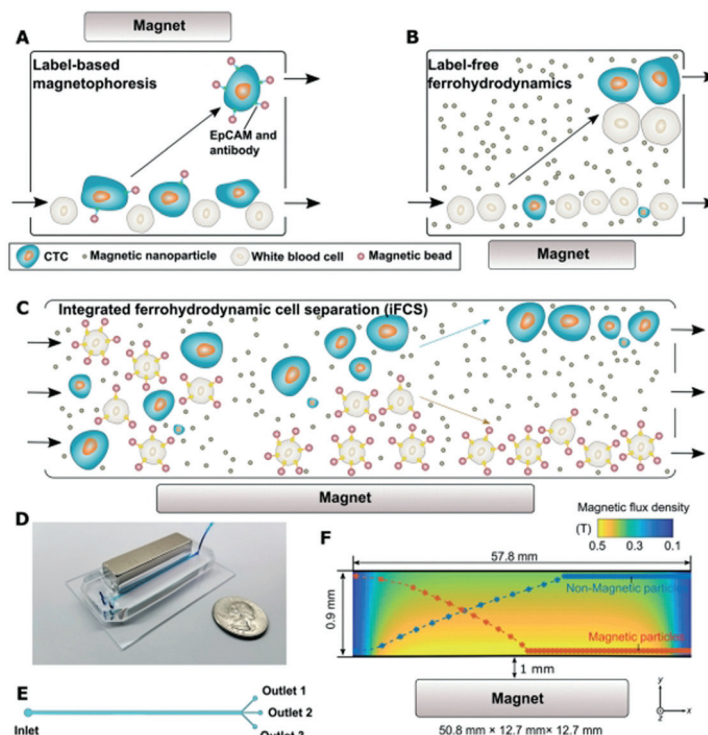 Magnet
A
Label-based
magnetophoresis
EpCAM and
antibody
B
Label-free
ferrohydrodynamics
Magnet
CTC Magnetic nanoparticle White blood cell Magnetic bead
C Integrated ferrohydrodynamic cell separation (iFCS)
Magnet
D
E
Inlet
Outlet 1
Outlet 2
Outlet 3
F
Magnetic flux density
(T)
0.5 0.3 0.1
57.8 mm
0.9 mm
Non-Magnetic particles
Magnetic particles
1 mm
Magnet
50.8 mm × 12.7 mm× 12.7 mm
y
z
x